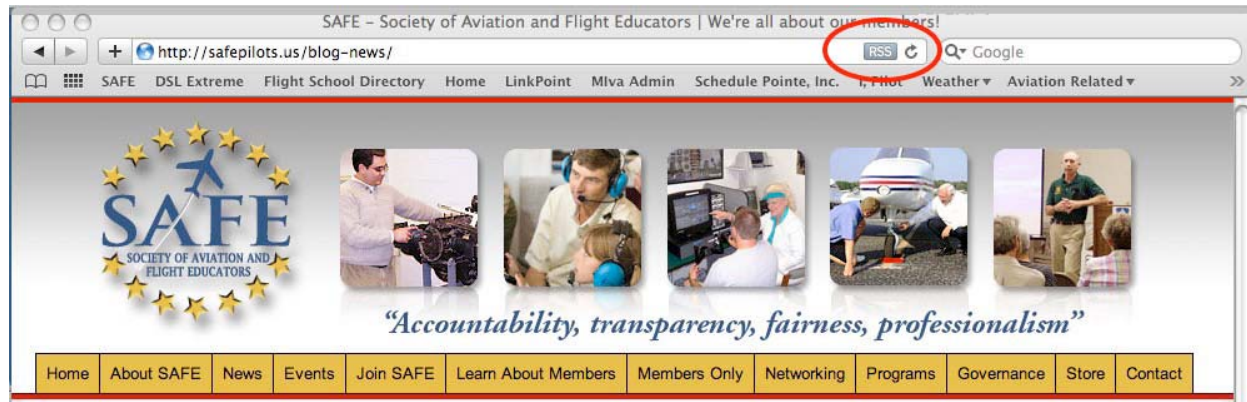 SAFE – Society of Aviation and Flight Educators | We're all about our members!
http://safepilots.us/blog-news/ RSS Google
SAFE DSL Extreme Flight School Directory Home LinkPoint MIva Admin Schedule Pointe, Inc. I, Pilot Weather Aviation Related
SAFE
SOCIETY OF AVIATION AND
FLIGHT EDUCATORS
“Accountability, transparency, fairness, professionalism”
Home About SAFE News Events Join SAFE Learn About Members Members Only Networking Programs Governance Store Contact